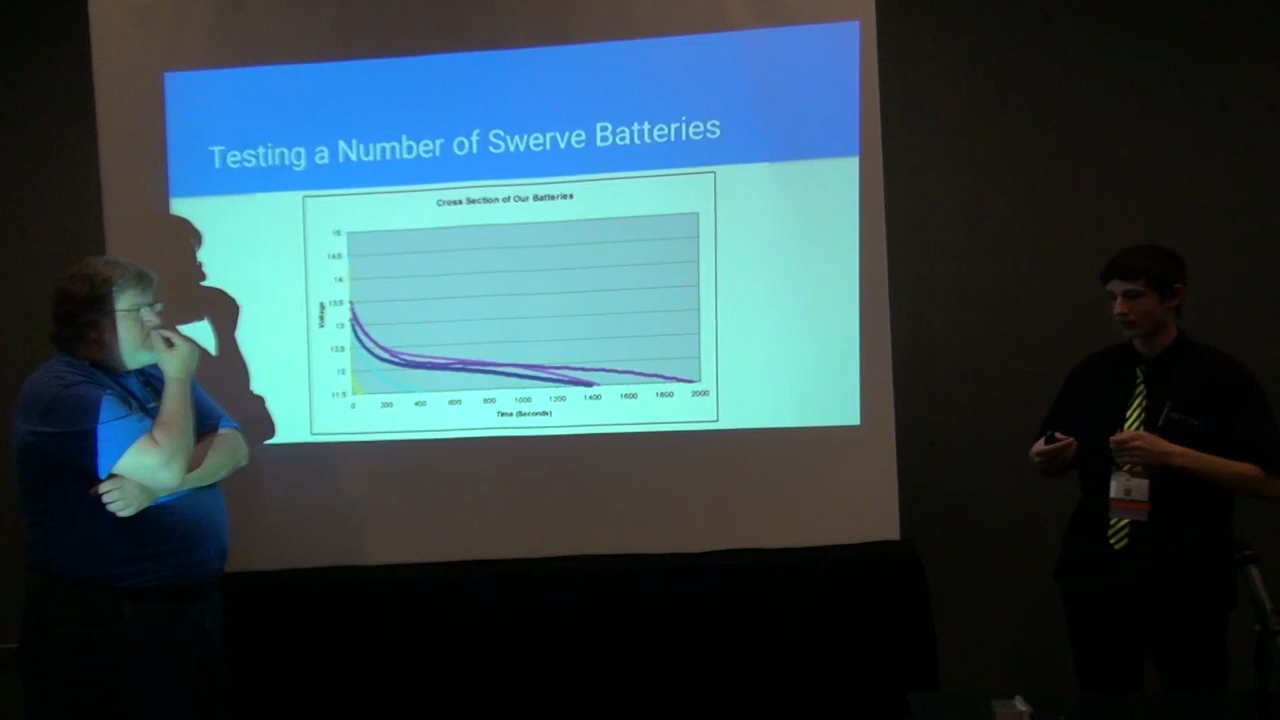 Testing a Number of Swerve Batteries
Cross Section of Our Batteries
15
14.5
14
13.5
13
12.5
12
11.5
Voltage
0 200 400 600 800 1000 1200 1400 1600 1800 2000
Time (Seconds)